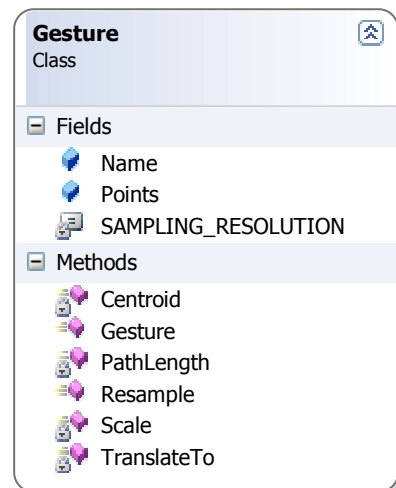 Gesture
Class
Fields
Name
Points
SAMPLING_RESOLUTION
Methods
Centroid
Gesture
PathLength
Resample
Scale
TranslateTo